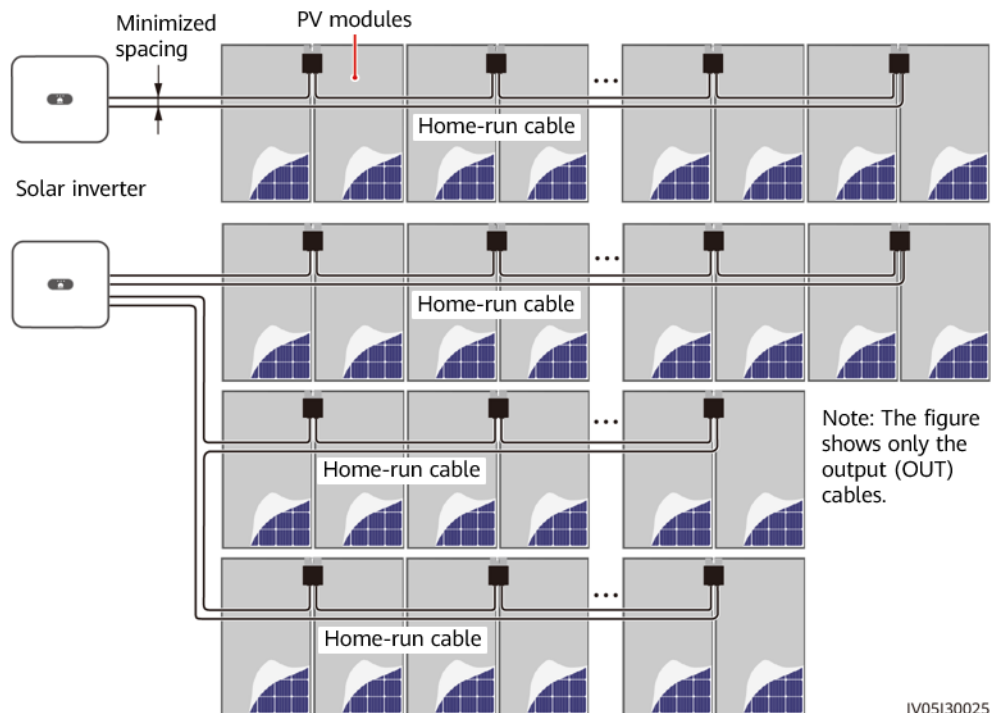 Minimized
spacing
PV modules
...
Home-run cable
Solar inverter
...
Home-run cable
...
Home-run cable
Note: The figure
shows only the
output (OUT)
cables.
...
Home-run cable
IV05I30025